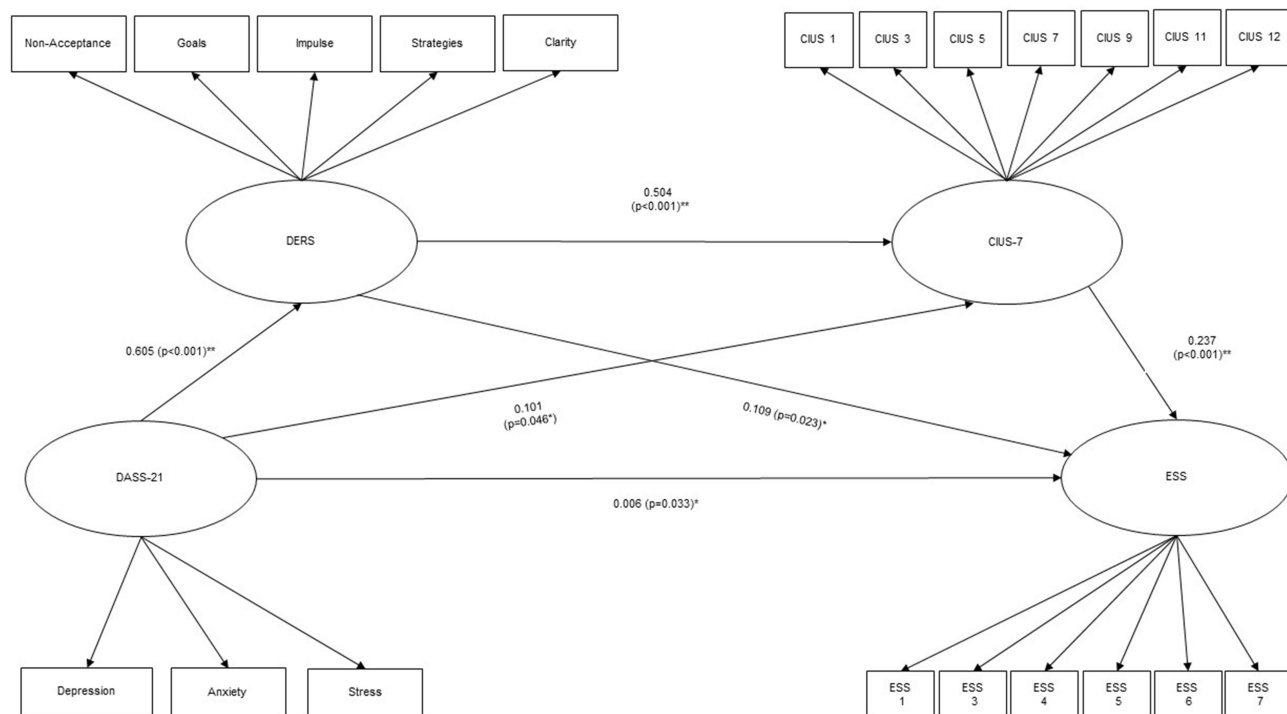 Non-Acceptance
Goals
Impulse
Strategies
Clarity
CIUS 1
CIUS 3
CIUS 5
CIUS 7
CIUS 9
CIUS 11
CIUS 12
0.504
(p<0.001)**
DERS
CIUS-7
0.605 (p<0.001)**
0.237
(p<0.001)**
0.101
(p=0.046*)
0.109 (p=0.023)*
DASS-21
ESS
0.006 (p=0.033)*
Depression
Anxiety
Stress
ESS
1
ESS
3
ESS
4
ESS
5
ESS
6
ESS
7